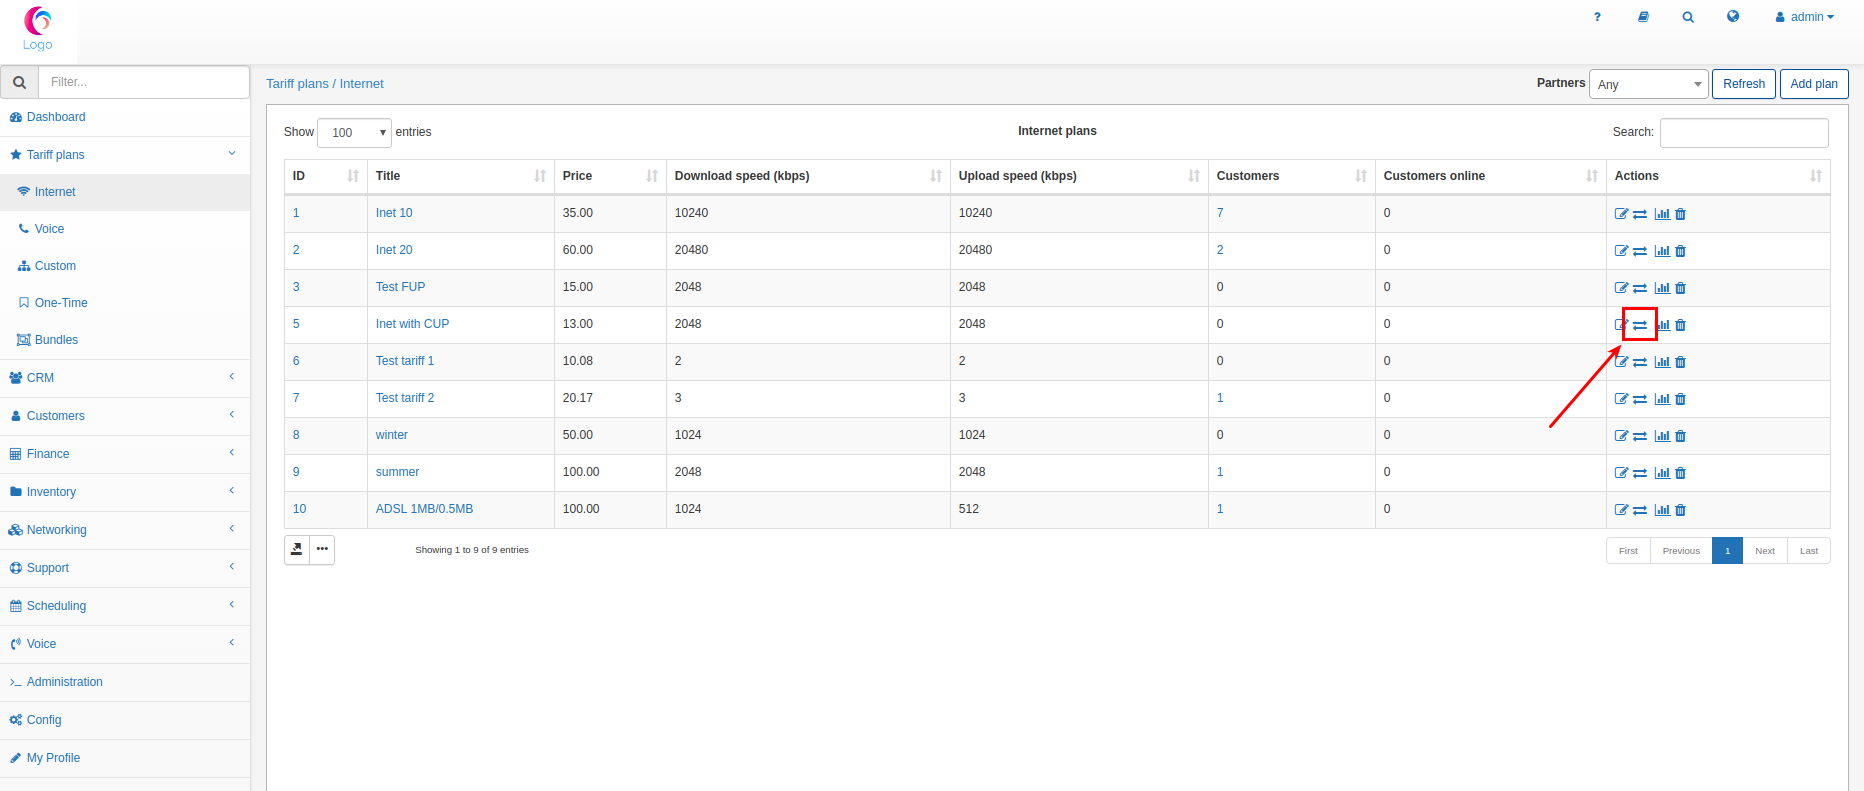 Logo
? admin
Filter...
Tariff plans / Internet
Partners Any Refresh Add plan
Dashboard
Tariff plans
Internet
Voice
Custom
One-Time
Bundles
CRM
Customers
Finance
Inventory
Networking
Support
Scheduling
Voice
Administration
Config
My Profile
Show 100 entries
Internet plans
Search:
ID Title Price Download speed (kbps) Upload speed (kbps) Customers Customers online Actions
1 Inet 10 35.00 10240 10240 7 0
2 Inet 20 60.00 20480 20480 2 0
3 Test FUP 15.00 2048 2048 0 0
5 Inet with CUP 13.00 2048 2048 0 0
6 Test tariff 1 10.08 2 2 0 0
7 Test tariff 2 20.17 3 3 1 0
8 winter 50.00 1024 1024 0 0
9 summer 100.00 2048 2048 1 0
10 ADSL 1MB/0.5MB 100.00 1024 512 1 0
Showing 1 to 9 of 9 entries
First Previous 1 Next Last